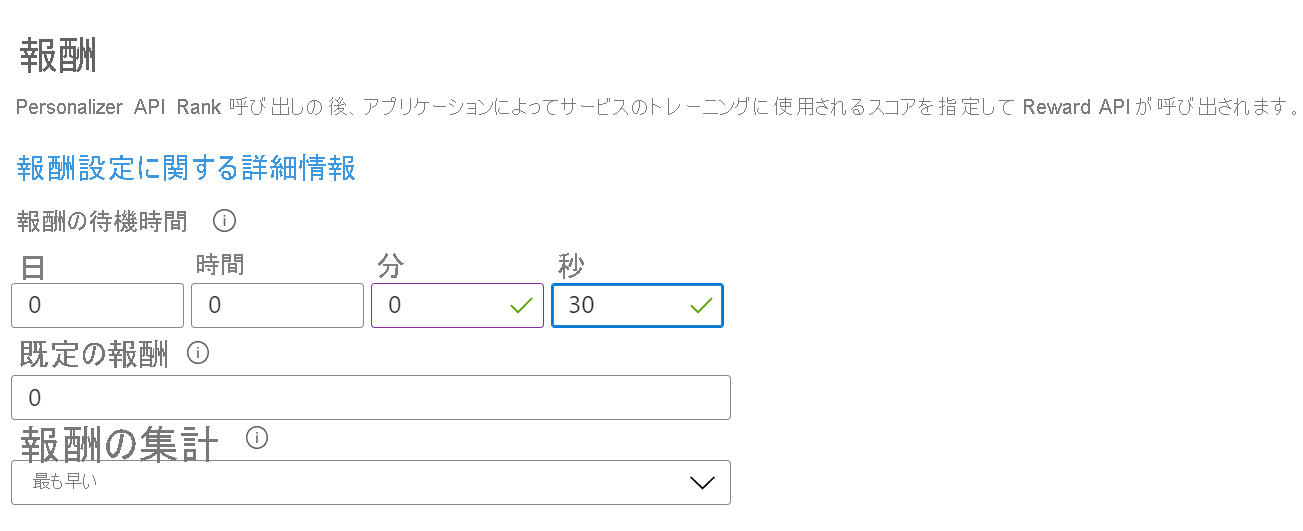 報酬
Personalizer API Rank 呼び出しの後、アプリケーションによってサービスのトレーニングに使用されるスコアを指定して Reward API が呼び出されます。
報酬設定に関する詳細情報
報酬の待機時間
日 時間 分 秒
0 0 0 30
既定の報酬
0
報酬の集計
最も早い